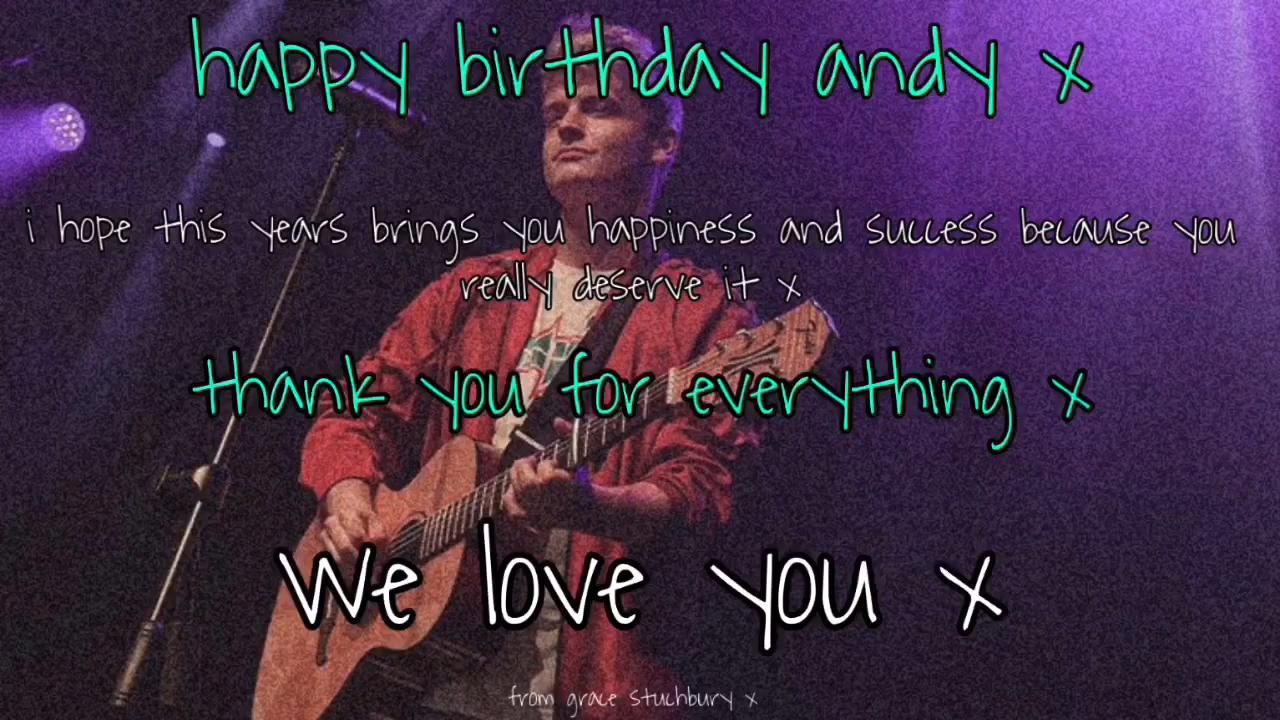 happy birthday andy x
i hope this years brings you happiness and success because you
really deserve it x
thank you for everything x
we love you x
from grace stuchbury x